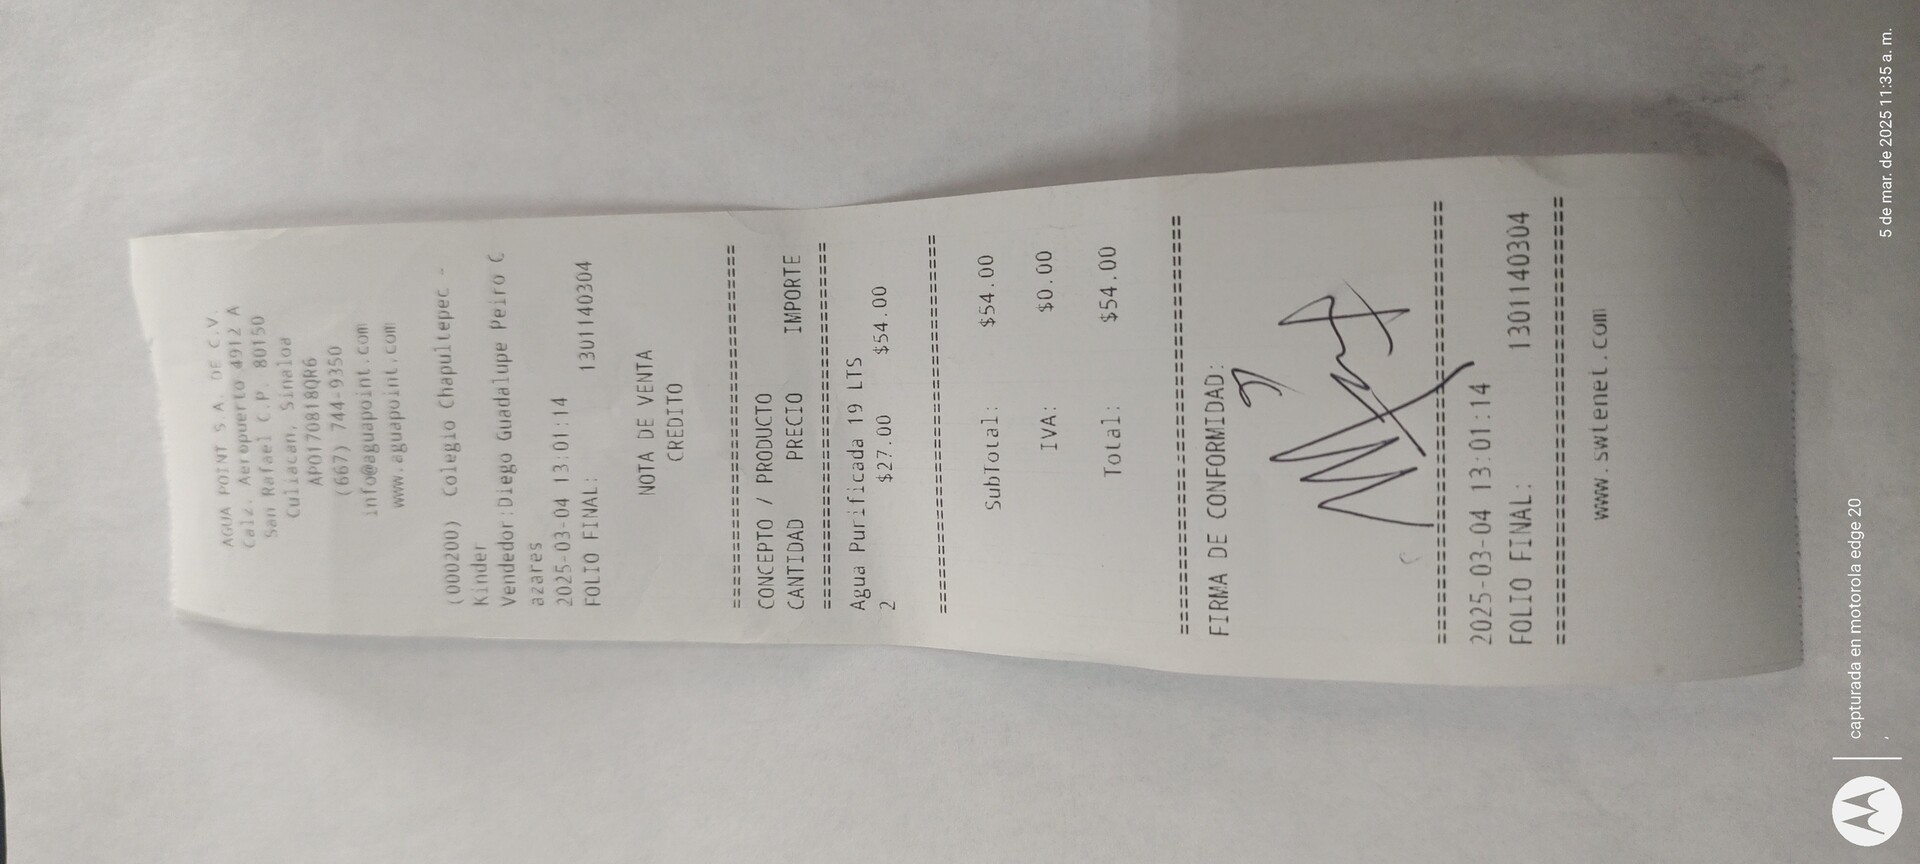 AGUA POINT S.A. DE C.V.
Calz. Aeropuerto 4912 A
San Rafael C.P. 80150
Culiacan, Sinaloa
APO170818QR6
(667) 744-9350
info@aguapoint.com
www.aguapoint.com
(000200) Colegio Chapultepec -
Kinder
Vendedor:Diego Guadalupe Peiro C
azares
2025-03-04 13:01:14
FOLIO FINAL: 1301140304
NOTA DE VENTA
CREDITO
================================
CONCEPTO / PRODUCTO
CANTIDAD PRECIO IMPORTE
================================
Agua Purificada 19 LTS
2 $27.00 $54.00
================================
SubTotal: $54.00
IVA: $0.00
Total: $54.00
================================
FIRMA DE CONFORMIDAD:
================================
2025-03-04 13:01:14
FOLIO FINAL: 1301140304
================================
www.swtenet.com
capturada en motorola edge 20
,
5 de mar. de 2025 11:35 a. m.